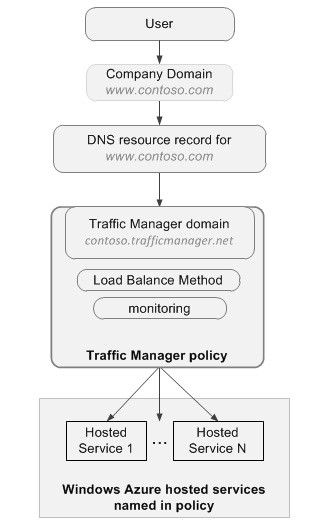 User
Company Domain
www.contoso.com
DNS resource record for
www.contoso.com
Traffic Manager domain
contoso.trafficmanager.net
Load Balance Method
monitoring
Traffic Manager policy
Hosted
Service 1
...
Hosted
Service N
Windows Azure hosted services
named in policy